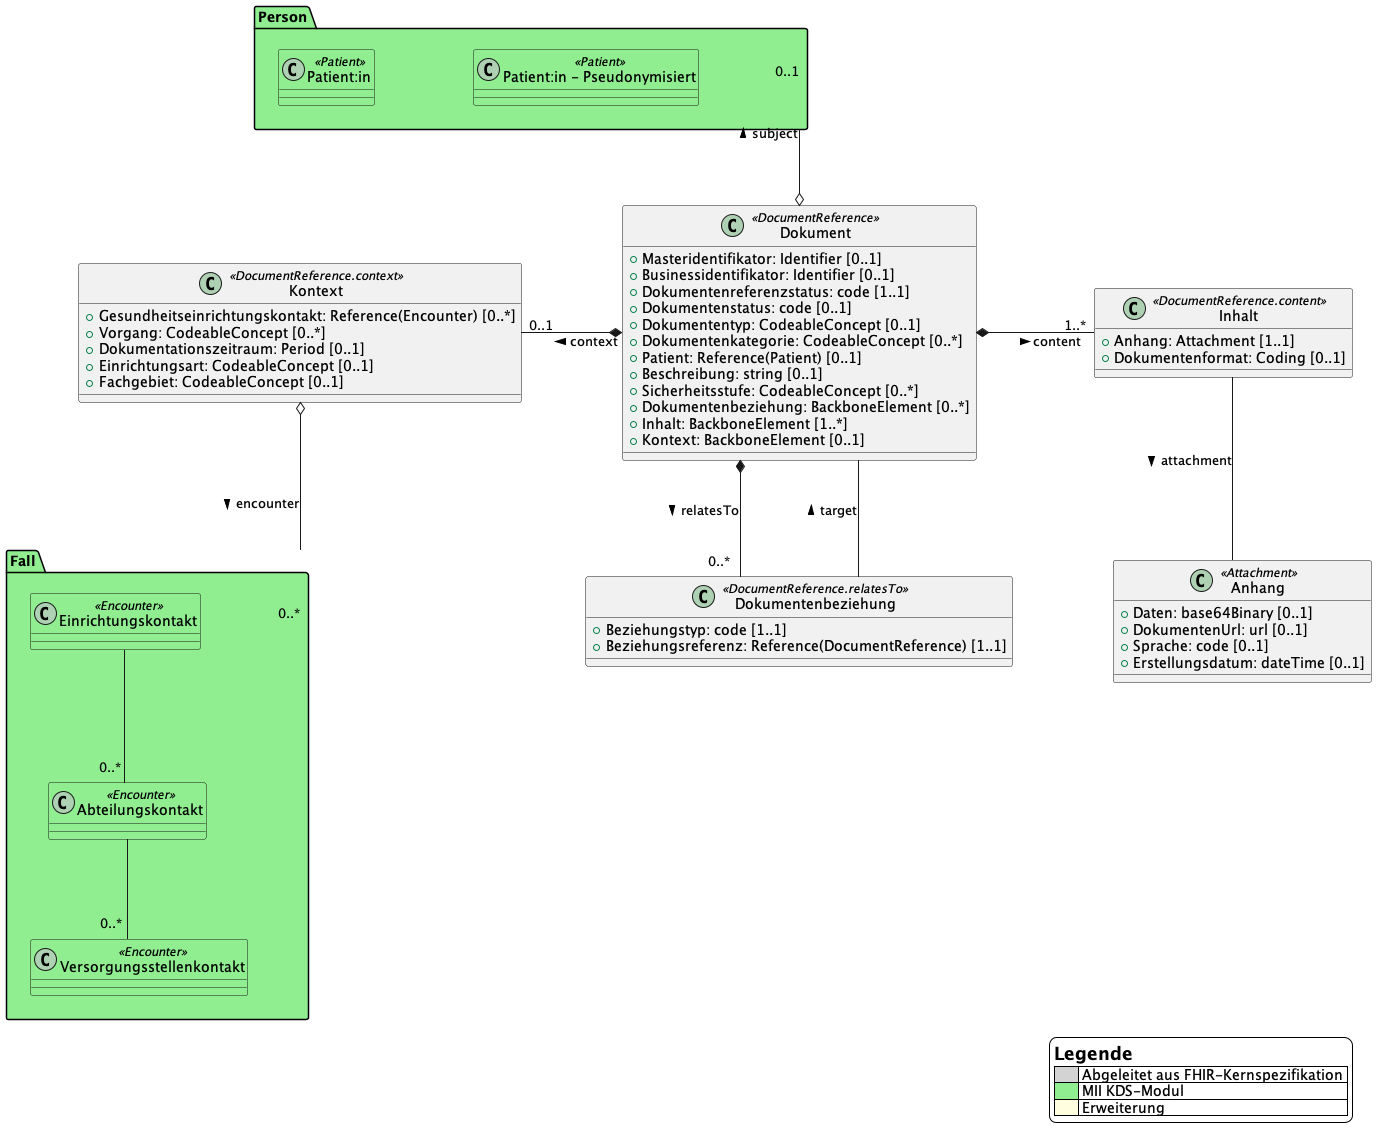 Person
C «Patient»
Patient:in
C «Patient»
Patient:in – Pseudonymisiert
0..1
subject
C «DocumentReference»
Dokument
Masteridentifikator: Identifier [0..1]
Businessidentifikator: Identifier [0..1]
Dokumentenreferenzstatus: code [1..1]
Dokumentenstatus: code [0..1]
Dokumententyp: CodeableConcept [0..1]
Dokumentenkategorie: CodeableConcept [0..*]
Patient: Reference(Patient) [0..1]
Beschreibung: string [0..1]
Sicherheitsstufe: CodeableConcept [0..*]
Dokumentenbeziehung: BackboneElement [0..*]
Inhalt: BackboneElement [1..*]
Kontext: BackboneElement [0..1]
C «DocumentReference.context»
Kontext
Gesundheitseinrichtungskontakt: Reference(Encounter) [0..*]
Vorgang: CodeableConcept [0..*]
Dokumentationszeitraum: Period [0..1]
Einrichtungsart: CodeableConcept [0..1]
Fachgebiet: CodeableConcept [0..1]
0..1
context
1..*
content
C «DocumentReference.content»
Inhalt
Anhang: Attachment [1..1]
Dokumentenformat: Coding [0..1]
encounter
relatesTo
0..*
target
attachment
C «DocumentReference.relatesTo»
Dokumentenbeziehung
Beziehungstyp: code [1..1]
Beziehungsreferenz: Reference(DocumentReference) [1..1]
C «Attachment»
Anhang
Daten: base64Binary [0..1]
DokumentenUrl: url [0..1]
Sprache: code [0..1]
Erstellungsdatum: dateTime [0..1]
Fall
C «Encounter»
Einrichtungskontakt
0..*
0..*
C «Encounter»
Abteilungskontakt
0..*
C «Encounter»
Versorgungsstellenkontakt
Legende
Abgeleitet aus FHIR-Kernspezifikation
MII KDS-Modul
Erweiterung